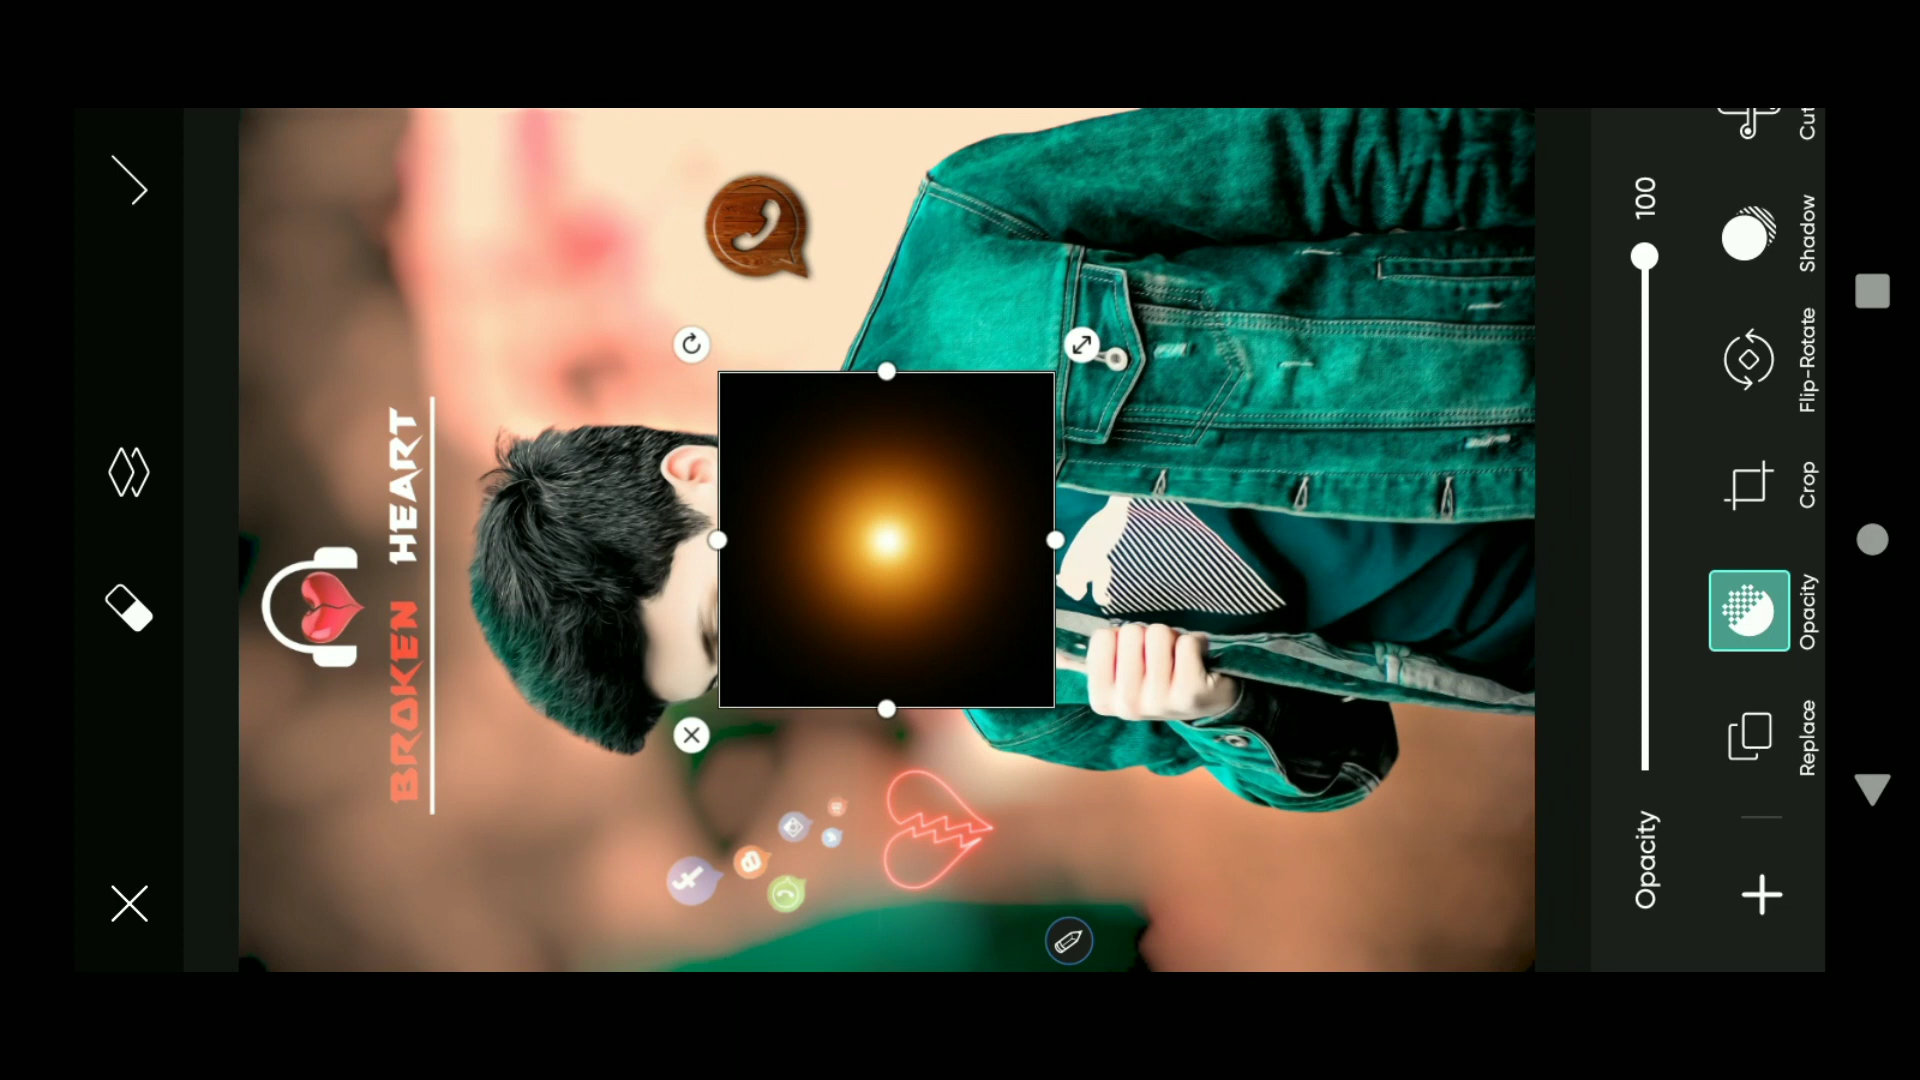 BROKEN HEART
Opacity
100
Replace
Opacity
Crop
Flip-Rotate
Shadow
Cut